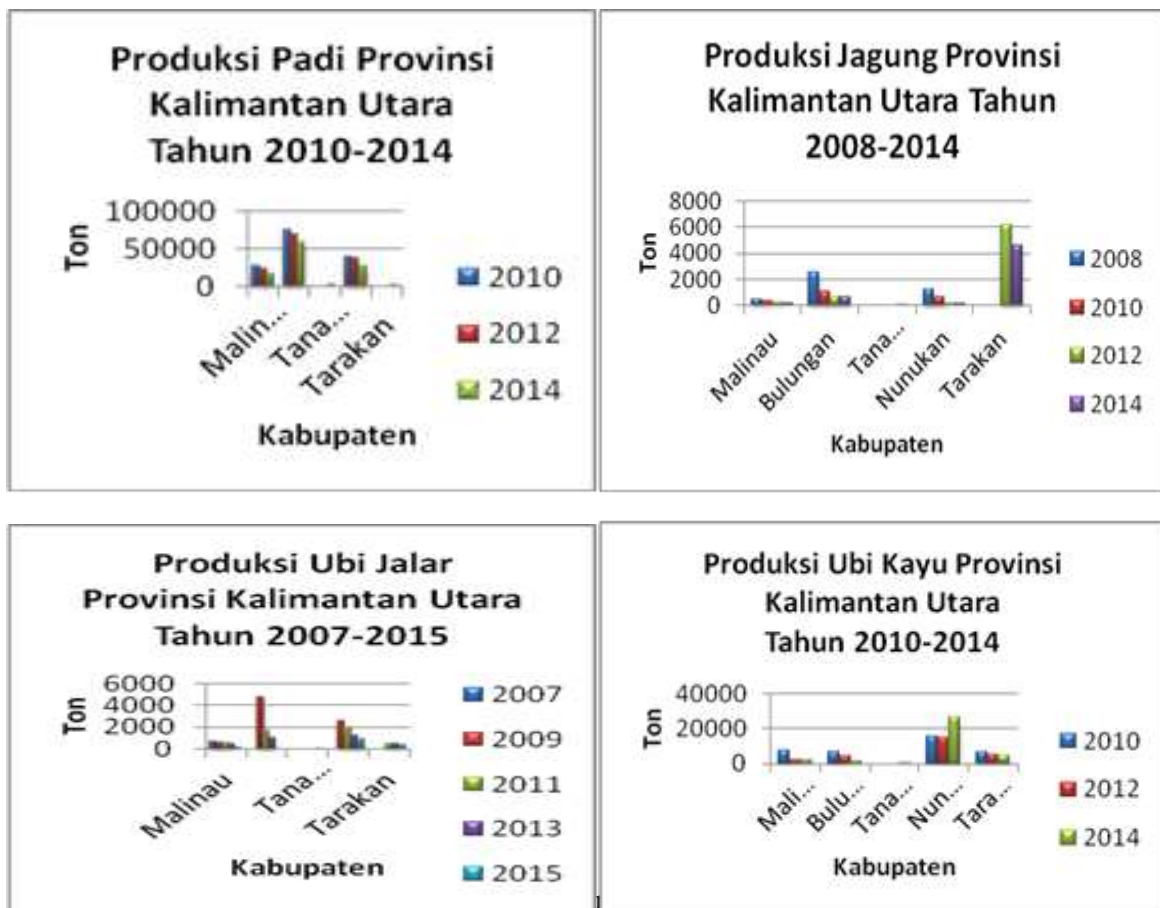 Produksi Padi Provinsi
Kalimantan Utara
Tahun 2010-2014
Ton
100000
50000
0
Malin...
Tana...
Tarakan
Kabupaten
2010
2012
2014
Produksi Jagung Provinsi
Kalimantan Utara Tahun
2008-2014
Ton
8000
6000
4000
2000
0
Malinau
Bulungan
Tana...
Nunukan
Tarakan
Kabupaten
2008
2010
2012
2014
Produksi Ubi Jalar
Provinsi Kalimantan Utara
Tahun 2007-2015
Ton
6000
4000
2000
0
Malinau
Tana...
Tarakan
Kabupaten
2007
2009
2011
2013
2015
Produksi Ubi Kayu Provinsi
Kalimantan Utara
Tahun 2010-2014
Ton
40000
20000
0
Mali...
Bulu...
Tana...
Nun...
Tara...
Kabupaten
2010
2012
2014